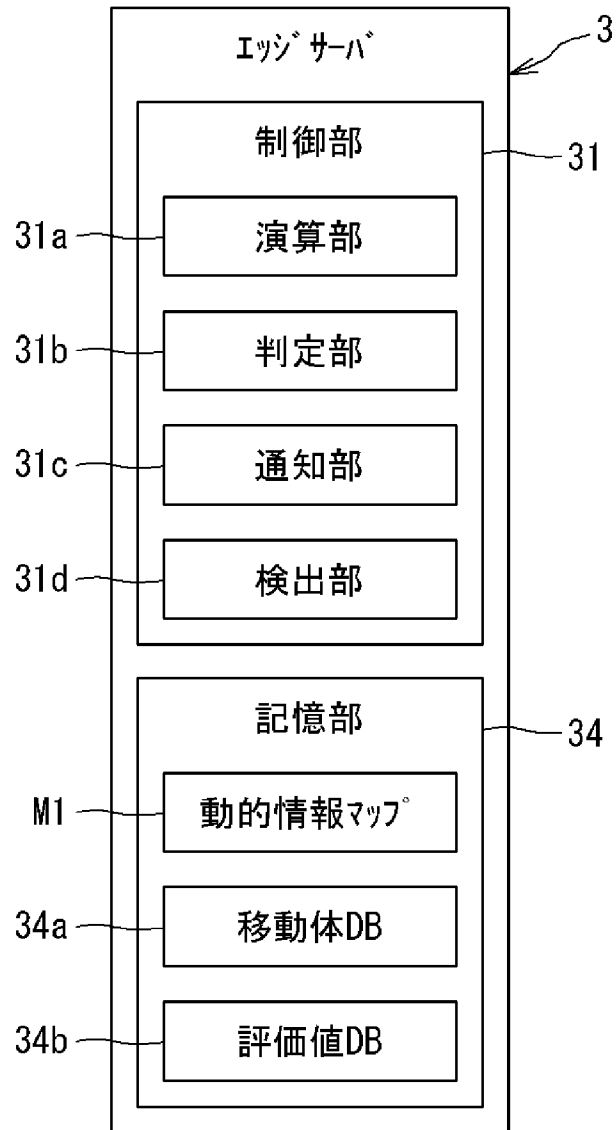 ｴｯｼﾞｻｰﾊﾞ
3
制御部
31
31a
演算部
31b
判定部
31c
通知部
31d
検出部
記憶部
34
M1
動的情報ﾏｯﾌﾟ
34a
移動体DB
34b
評価値DB